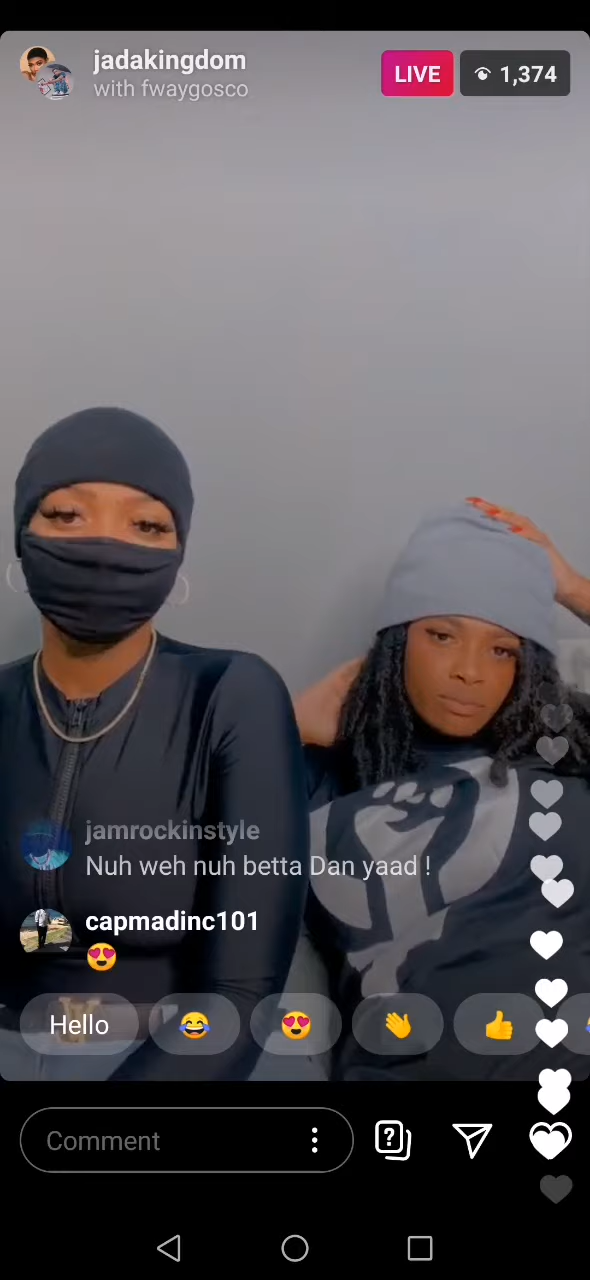 jadakingdom
with fwaygosco
LIVE
1,374
jamrockinstyle
Nuh weh nuh betta Dan yaad !
capmadinc101
😍
Hello 😂 😍 👋 👍
Comment